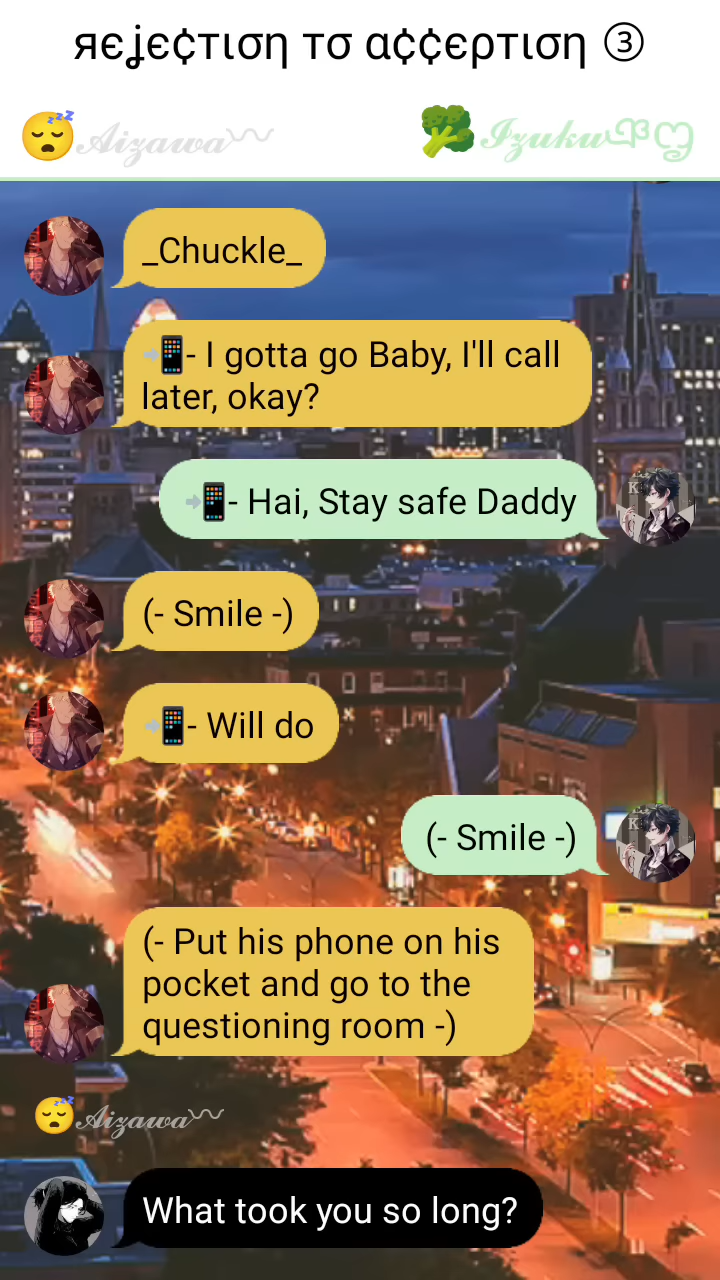 яєʝє¢тιση тσ α¢¢єρтιση ③
😴𝒜𝒾𝓏𝒶𝓌𝒶〰
🥦𝓘𝔃𝓾𝓴𝓾
_Chuckle_
📲- I gotta go Baby, I'll call
later, okay?
📲- Hai, Stay safe Daddy
(- Smile -)
📲- Will do
(- Smile -)
(- Put his phone on his
pocket and go to the
questioning room -)
😴𝒜𝒾𝓏𝒶𝓌𝒶〰
What took you so long?